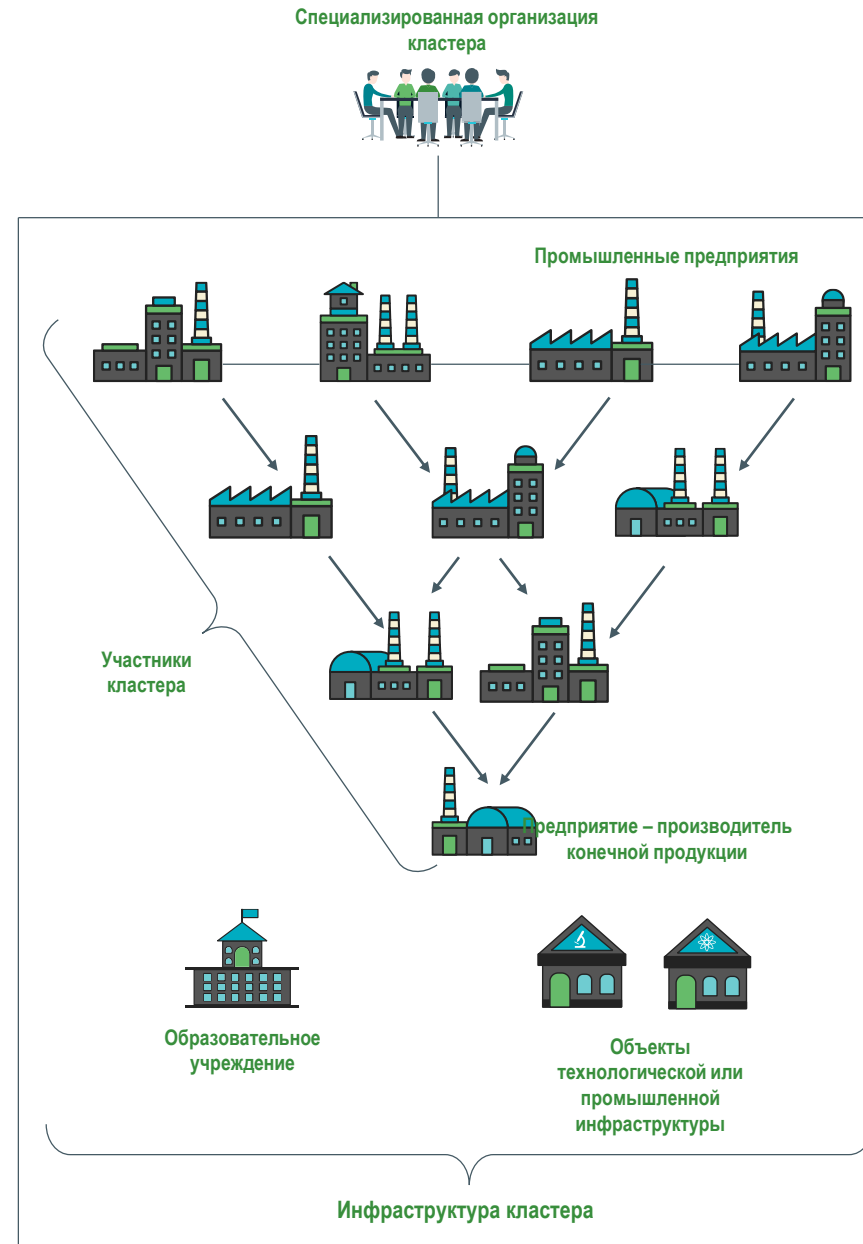 Специализированная организация
кластера
Промышленные предприятия
Участники
кластера
Предприятие – производитель
конечной продукции
Образовательное
учреждение
Объекты
технологической или
промышленной
инфраструктуры
Инфраструктура кластера